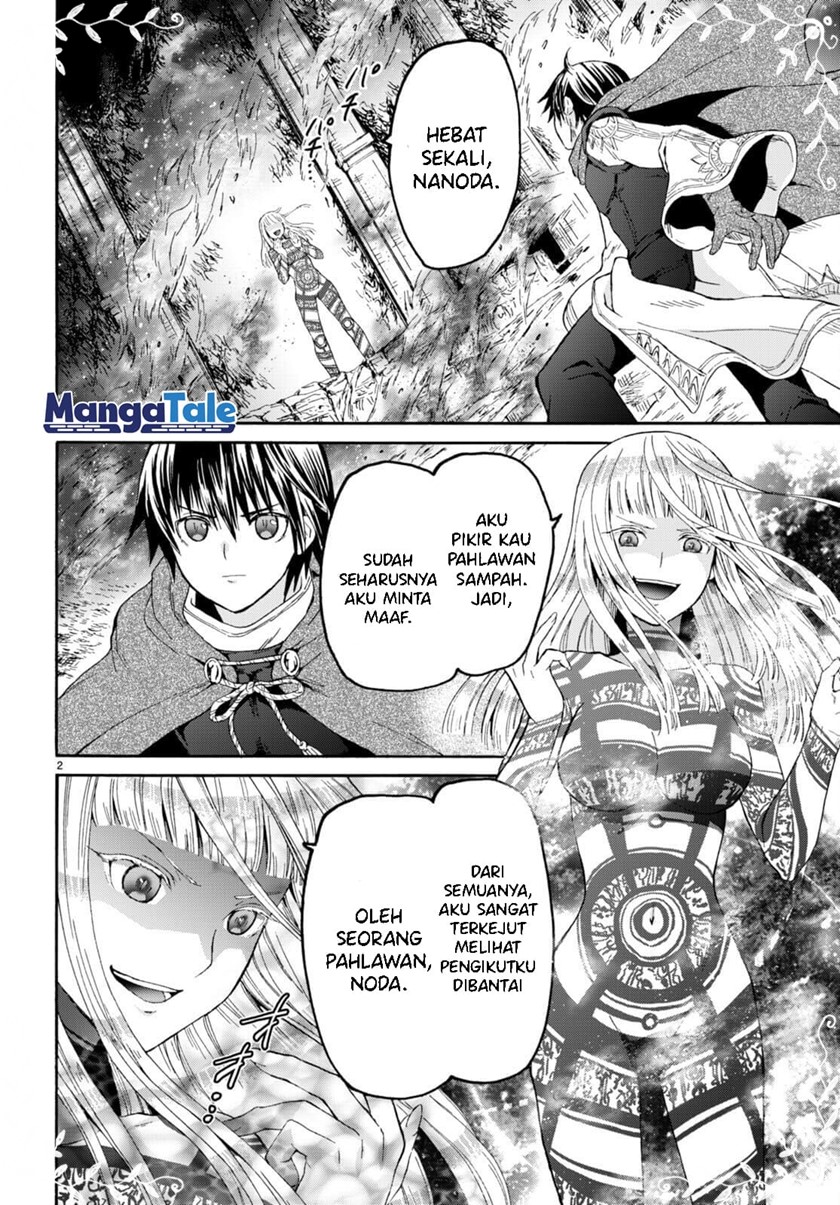 HEBAT
SEKALI,
NANODA.
MangaTale
AKU
PIKIR KAU
PAHLAWAN
SAMPAH.
JADI,
SUDAH
SEHARUSNYA
AKU MINTA
MAAF.
2
DARI
SEMUANYA,
AKU SANGAT
TERKEJUT
MELIHAT
PENGIKUTKU
DIBANTAI
OLEH
SEORANG
PAHLAWAN,
NODA.